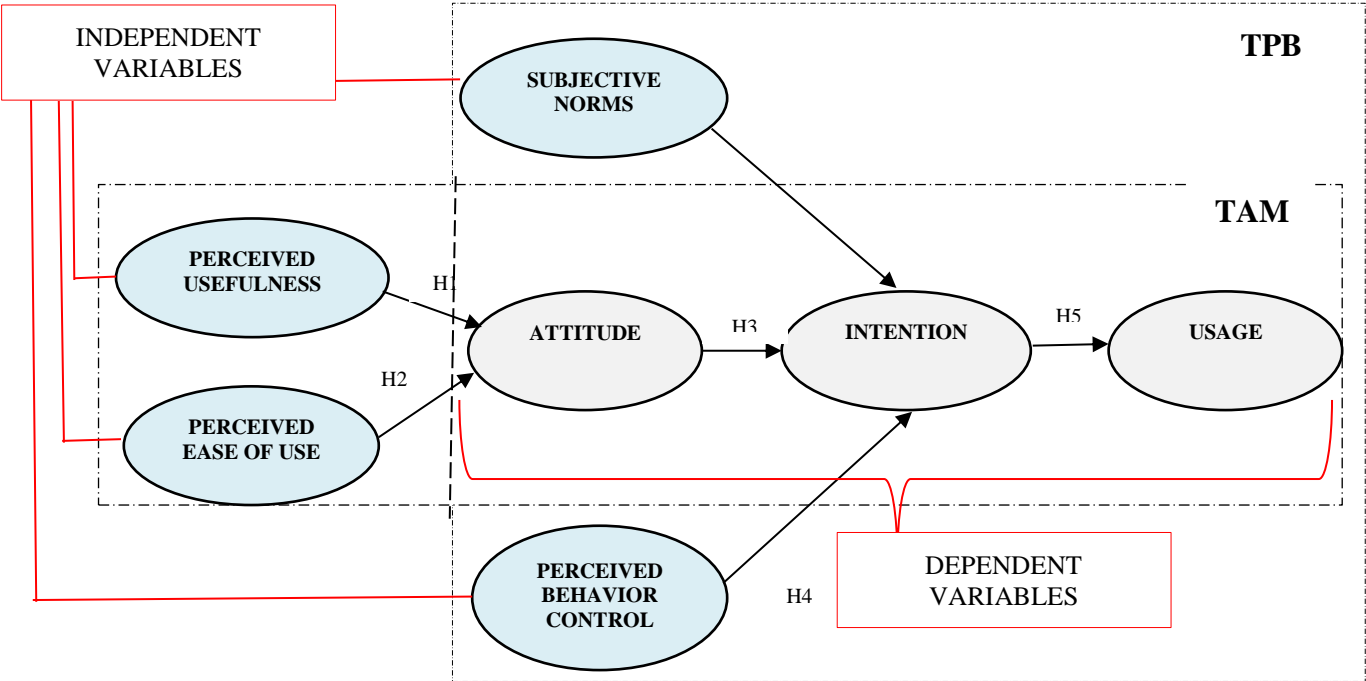 INDEPENDENT
VARIABLES
TPB
SUBJECTIVE
NORMS
TAM
PERCEIVED
USEFULNESS
H1
ATTITUDE
H3
INTENTION
H5
USAGE
H2
PERCEIVED
EASE OF USE
PERCEIVED
BEHAVIOR
CONTROL
H4
DEPENDENT
VARIABLES